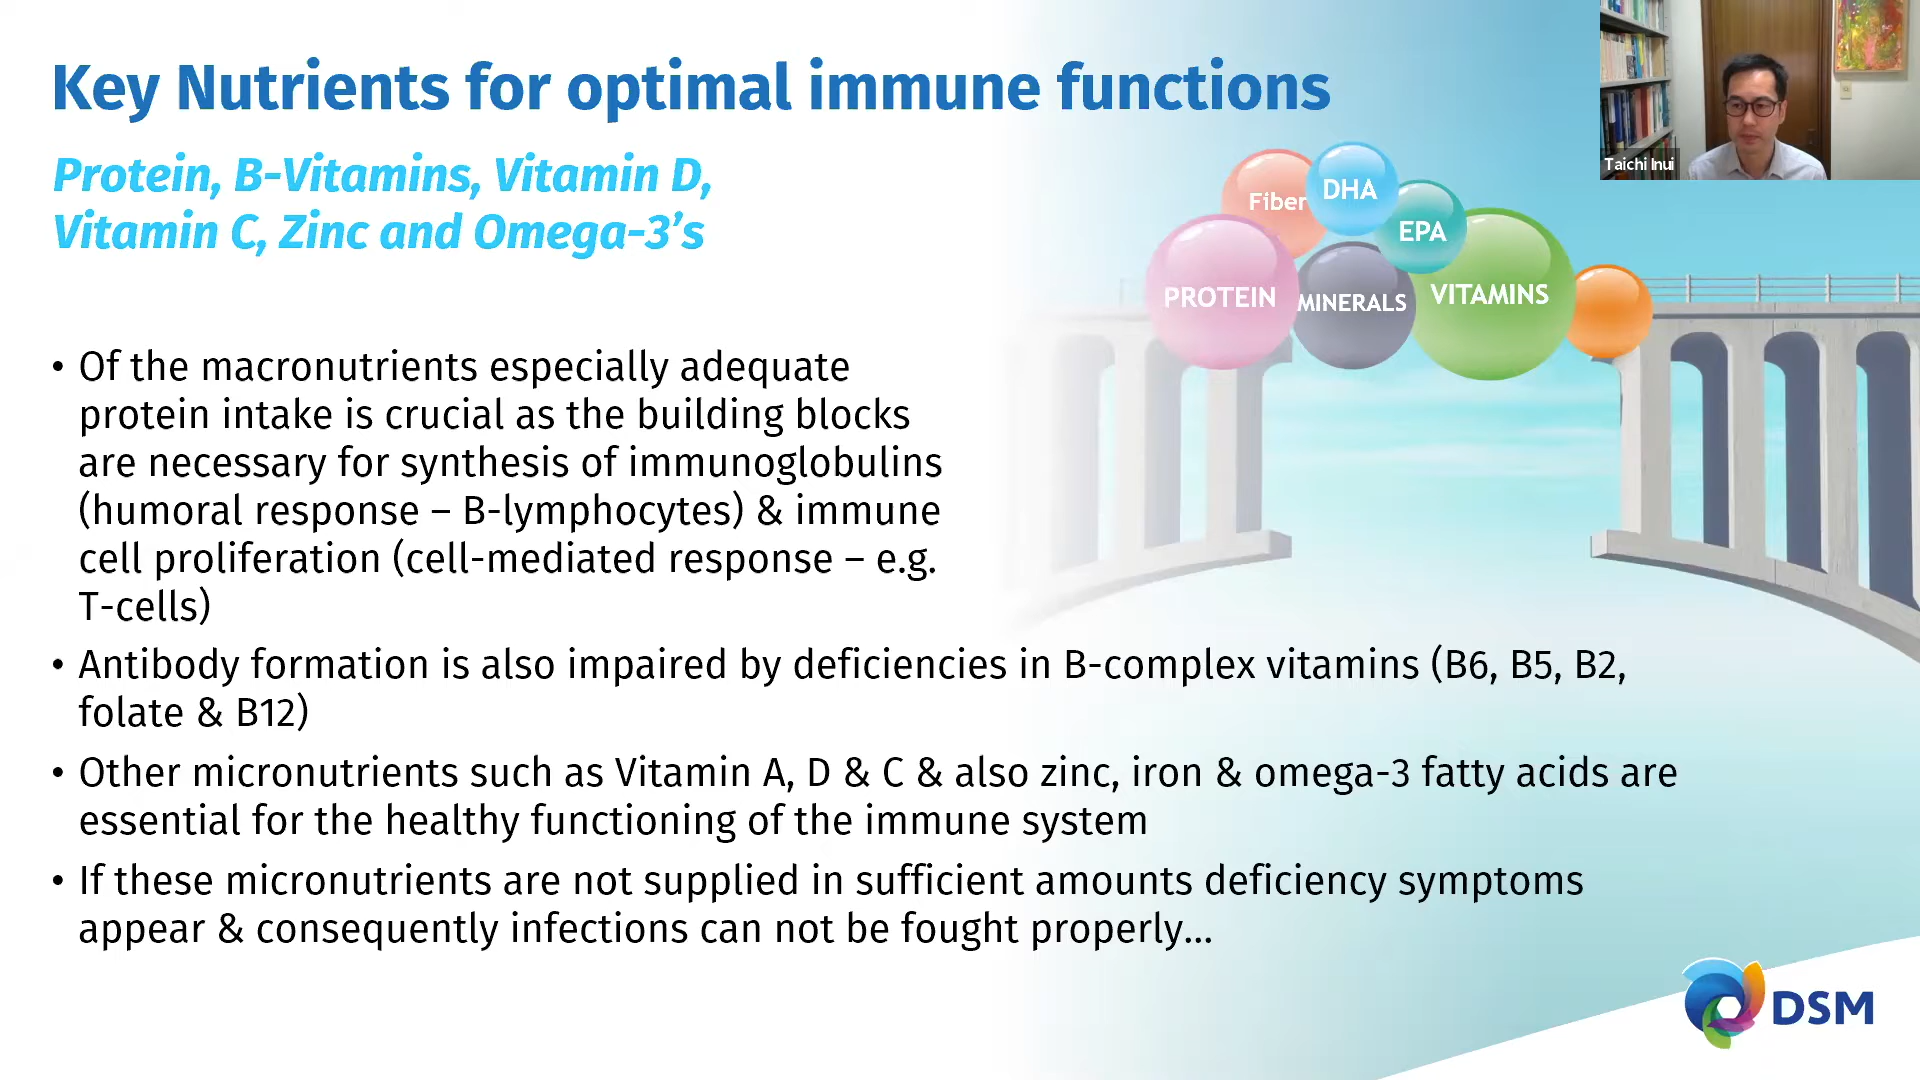 Key Nutrients for optimal immune functions
Protein, B-Vitamins, Vitamin D,
Vitamin C, Zinc and Omega-3’s
Taichi Inui
Fiber
DHA
EPA
PROTEIN
MINERALS
VITAMINS
• Of the macronutrients especially adequate
protein intake is crucial as the building blocks
are necessary for synthesis of immunoglobulins
(humoral response – B-lymphocytes) & immune
cell proliferation (cell-mediated response – e.g.
T-cells)
• Antibody formation is also impaired by deficiencies in B-complex vitamins (B6, B5, B2,
folate & B12)
• Other micronutrients such as Vitamin A, D & C & also zinc, iron & omega-3 fatty acids are
essential for the healthy functioning of the immune system
• If these micronutrients are not supplied in sufficient amounts deficiency symptoms
appear & consequently infections can not be fought properly...
DSM